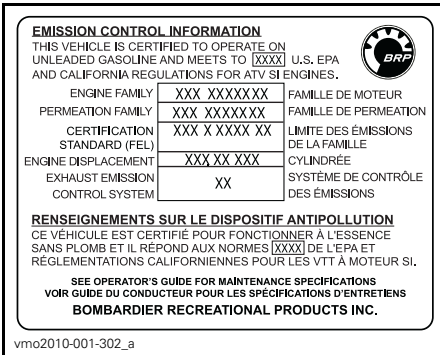 EMISSION CONTROL INFORMATION
THIS VEHICLE IS CERTIFIED TO OPERATE ON
UNLEADED GASOLINE AND MEETS TO XXXX U.S. EPA
AND CALIFORNIA REGULATIONS FOR ATV SI ENGINES.
BRP
ENGINE FAMILY XXX XXXXXXX FAMILLE DE MOTEUR
PERMEATION FAMILY XXX XXXXXXX FAMILLE DE PERMEATION
CERTIFICATION XXX X XXXX XX LIMITE DES ÉMISSIONS
STANDARD (FEL) DE LA FAMILLE
ENGINE DISPLACEMENT XXX, XX XXX CYLINDRÉE
EXHAUST EMISSION XX SYSTÈME DE CONTRÔLE
CONTROL SYSTEM DES ÉMISSIONS
RENSEIGNEMENTS SUR LE DISPOSITIF ANTIPOLLUTION
CE VÉHICULE EST CERTIFIÉ POUR FONCTIONNER À L'ESSENCE
SANS PLOMB ET IL RÉPOND AUX NORMES XXXX DE L'EPA ET
RÉGLEMENTATIONS CALIFORNIENNES POUR LES VTT À MOTEUR SI.
SEE OPERATOR'S GUIDE FOR MAINTENANCE SPECIFICATIONS
VOIR GUIDE DU CONDUCTEUR POUR LES SPÉCIFICATIONS D'ENTRETIENS
BOMBARDIER RECREATIONAL PRODUCTS INC.
vmo2010-001-302_a